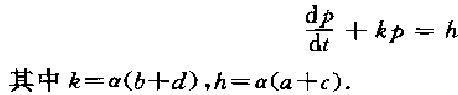 dp/dt + kp = h
其中 k=α(b+d),h=α(a+c).